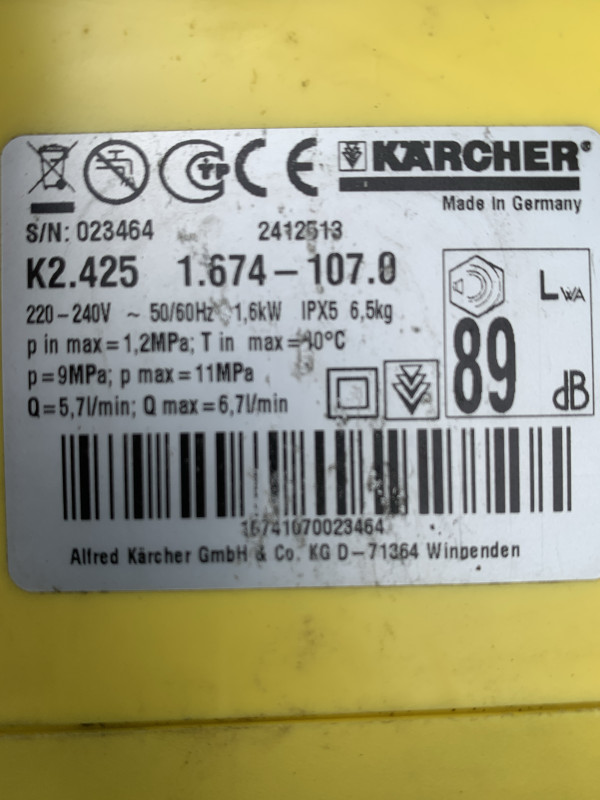 KÄRCHER
Made In Germany
S/N: 023464 2412513
K2.425 1.674-107.0
220-240V ~ 50/60Hz 1,6kW IPX5 6,5kg
p in max=1,2MPa; T in max=40°C
p=9MPa; p max=11MPa
Q=5,7l/min; Q max=6,7l/min
LWA
89
dB
16741070023464
Alfred Kärcher GmbH & Co. KG D-71364 Winnenden